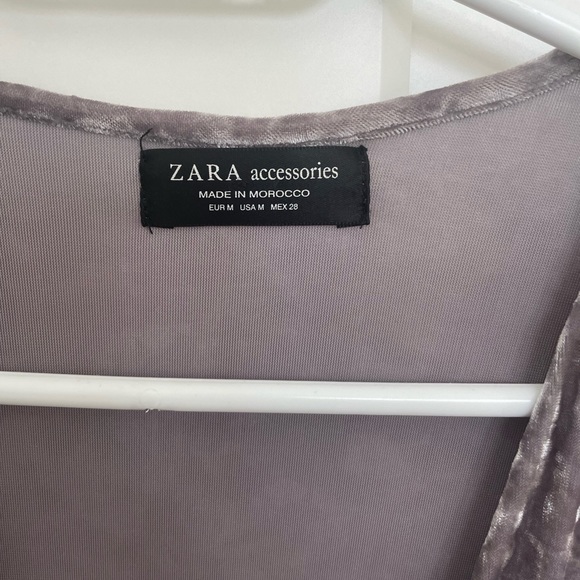 ZARA accessories
MADE IN MOROCCO
EUR M USA M MEX 28